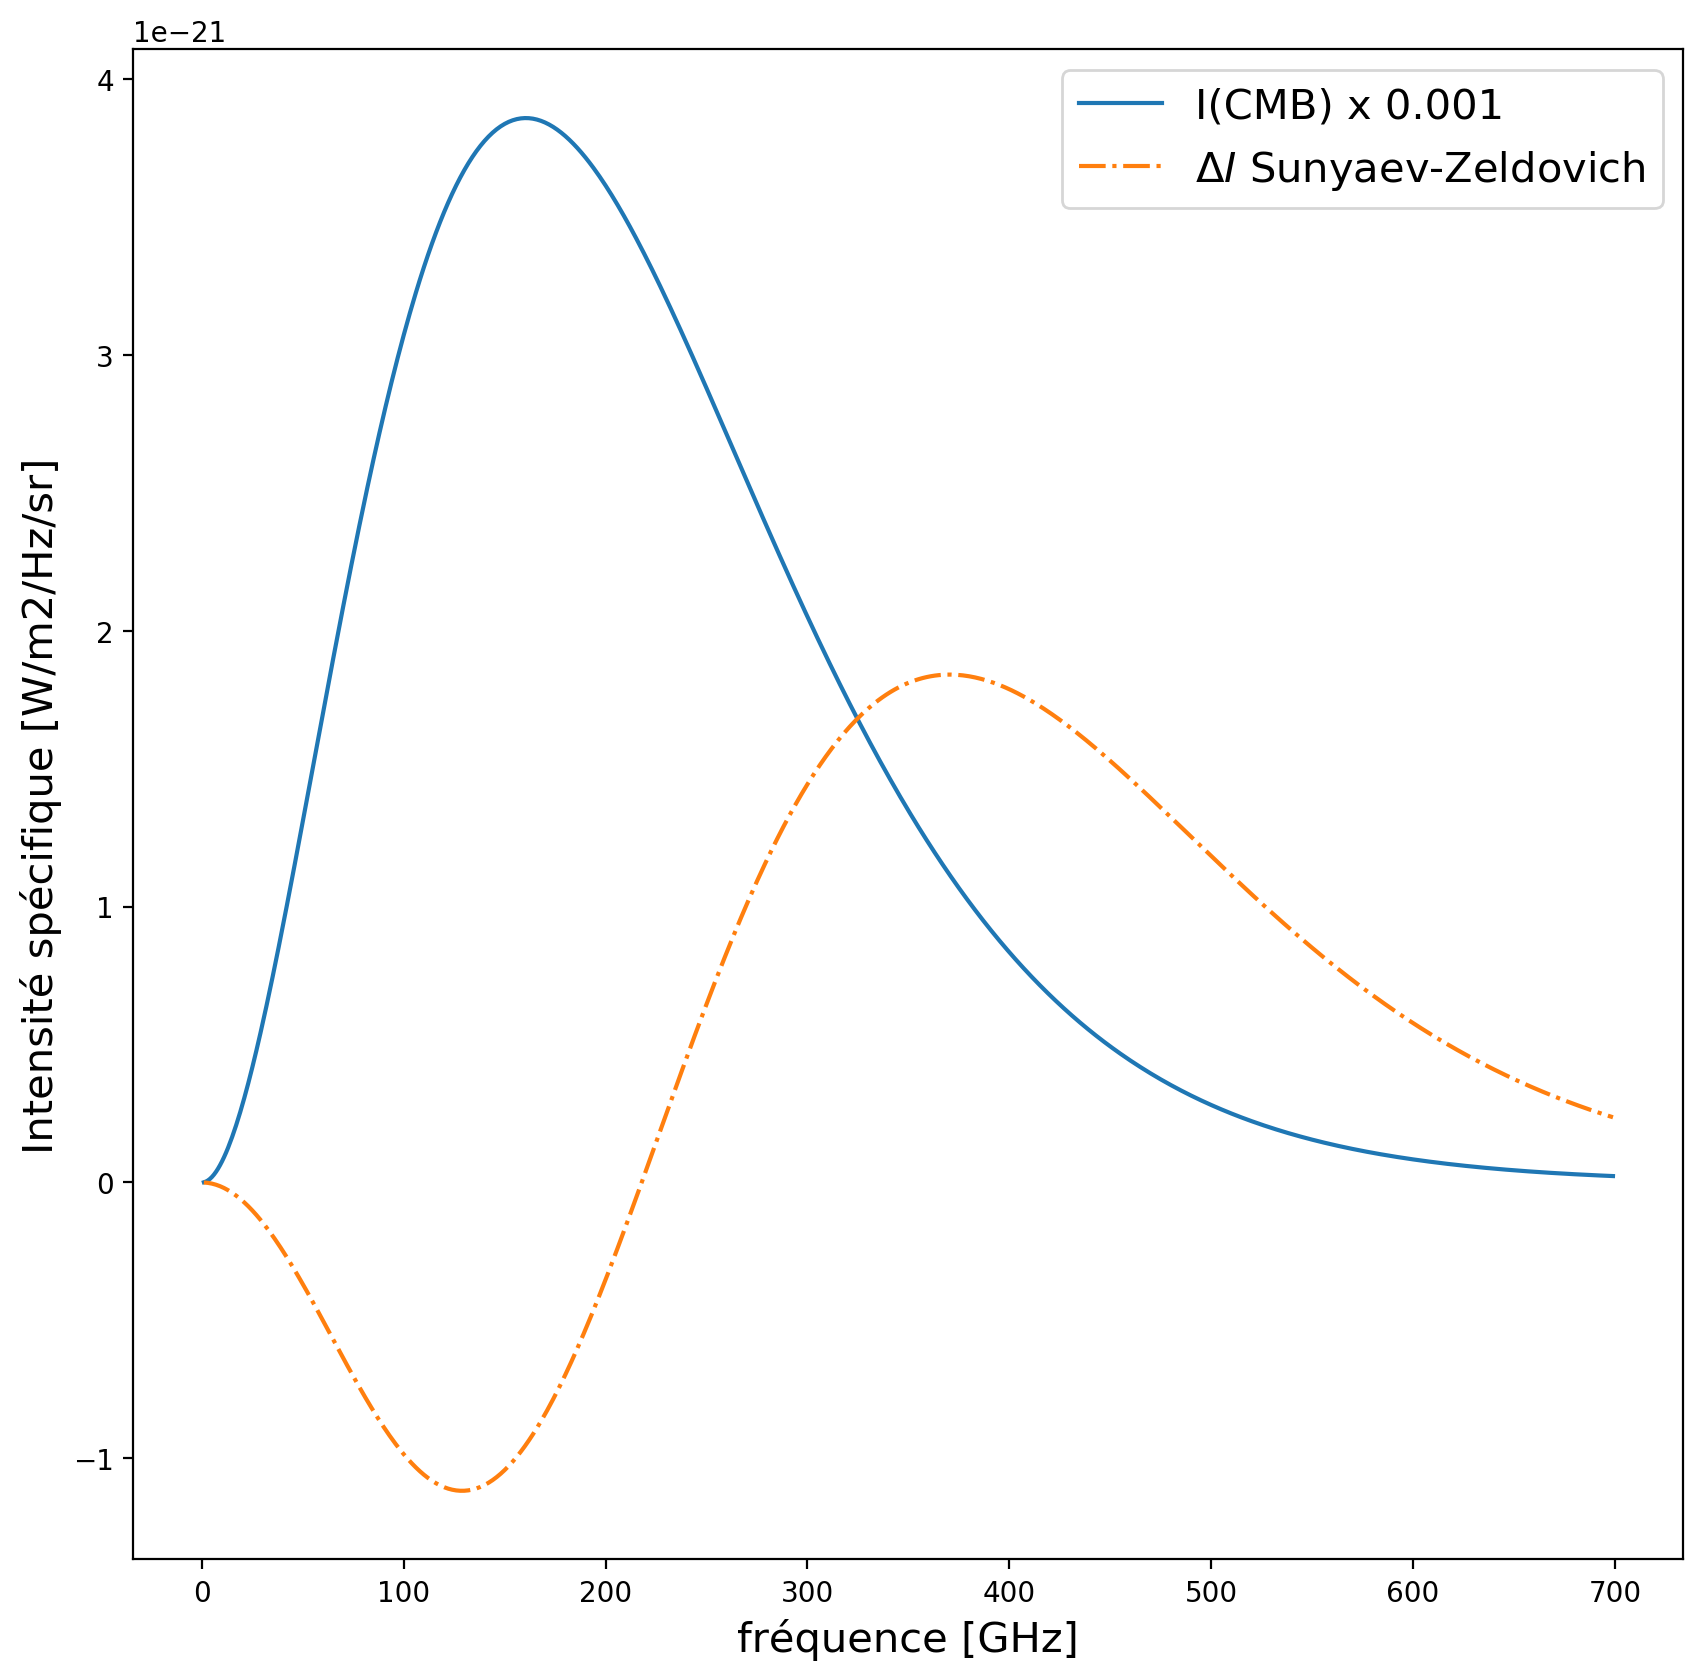 1e−21
4
3
2
1
0
−1
Intensité spécifique [W/m2/Hz/sr]
I(CMB) x 0.001
ΔI Sunyaev-Zeldovich
0 100 200 300 400 500 600 700
fréquence [GHz]